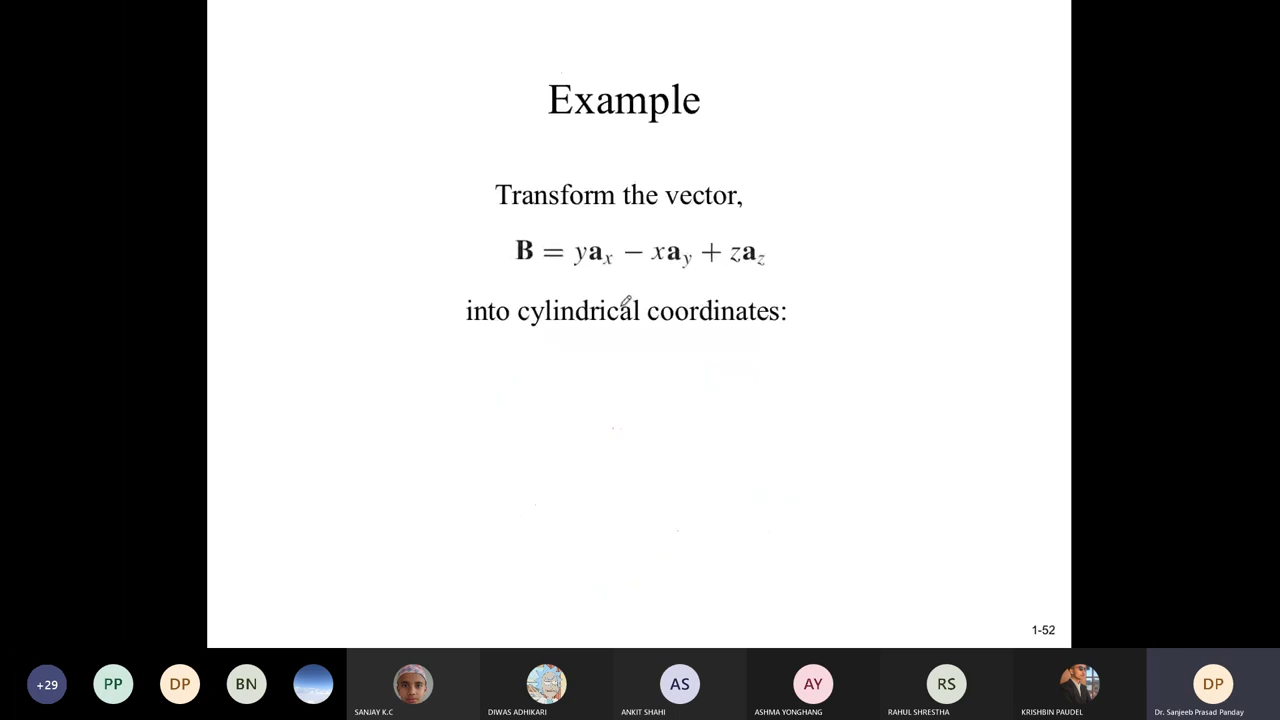 Example
Transform the vector,
B = ya_x − xa_y + za_z
into cylindrical coordinates:
1-52
+29
PP
DP
BN
AS
AY
RS
DP
SANJAY K.C
DIWAS ADHIKARI
ANKIT SHAHI
ASHMA YONGHANG
RAHUL SHRESTHA
KRISHBIN PAUDEL
Dr. Sanjeeb Prasad Panday